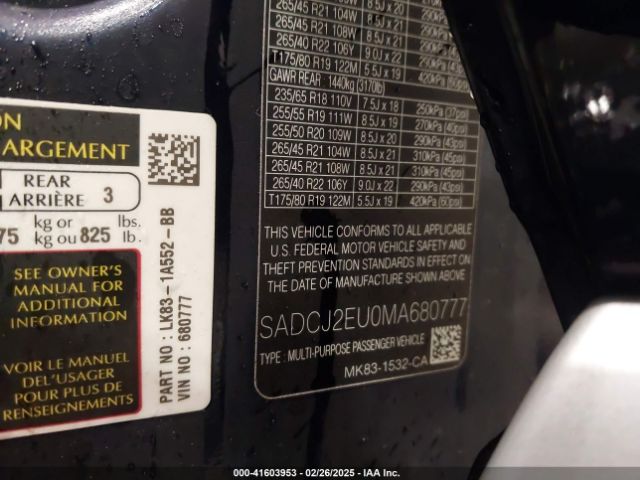 ON
ARGEMENT
REAR
ARRIÈRE 3
75 kg or kg ou 825 lbs. lb.
SEE OWNER'S
MANUAL FOR
ADDITIONAL
INFORMATION
VOIR LE MANUEL
DEL'USAGER
POUR PLUS DE
RENSEIGNEMENTS
PART NO : LK83 - 1A552 - BB
VIN NO : 680777
265/45 R21 104W 8.5J x 21
265/45 R21 108W 8.5J x 21
265/40 R22 106Y 9.0J x 22
T175/80 R19 122M 5.5J x 19
GAWR REAR 1440kg 3170lb
235/65 R18 110V 7.5J x 18 250kPa (37psi)
255/55 R19 111W 8.5J x 19 270kPa (40psi)
255/50 R20 109W 8.5J x 20 290kPa (43psi)
265/45 R21 104W 8.5J x 21 310kPa (45psi)
265/45 R21 108W 8.5J x 21 310kPa (45psi)
265/40 R22 106Y 9.0J x 22 290kPa (43psi)
T175/80 R19 122M 5.5J x 19 420kPa (60psi)
THIS VEHICLE CONFORMS TO ALL APPLICABLE
U.S. FEDERAL MOTOR VEHICLE SAFETY AND
THEFT PREVENTION STANDARDS IN EFFECT ON
THE DATE OF MANUFACTURE SHOWN ABOVE
SADCJ2EU0MA680777
TYPE : MULTI-PURPOSE PASSENGER VEHICLE
MK83-1532-CA
000-41603953 - 02/26/2025 - IAA Inc.